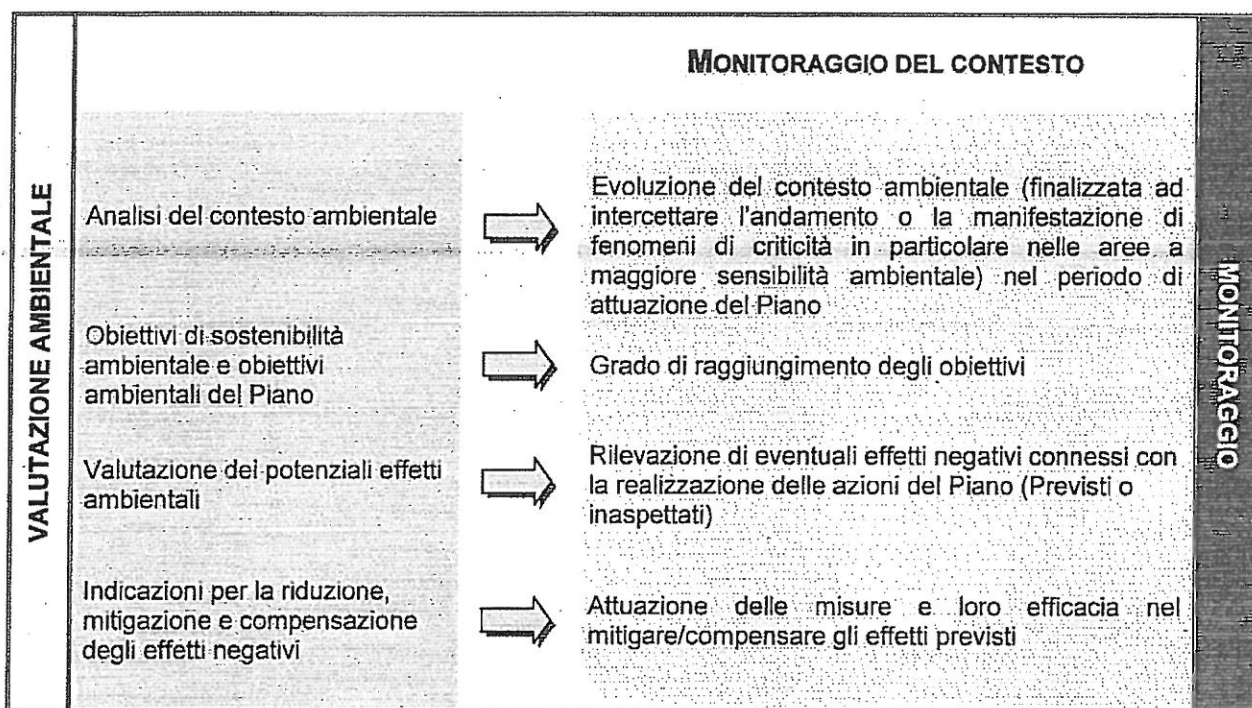 MONITORAGGIO DEL CONTESTO
VALUTAZIONE AMBIENTALE
Analisi del contesto ambientale
Evoluzione del contesto ambientale (finalizzata ad
intercettare l'andamento o la manifestazione di
fenomeni di criticità in particolare nelle aree a
maggiore sensibilità ambientale) nel periodo di
attuazione del Piano
Obiettivi di sostenibilità
ambientale e obiettivi
ambientali del Piano
Grado di raggiungimento degli obiettivi
Valutazione dei potenziali effetti
ambientali
Rilevazione di eventuali effetti negativi connessi con
la realizzazione delle azioni del Piano (Previsti o
inaspettati)
Indicazioni per la riduzione,
mitigazione e compensazione
degli effetti negativi
Attuazione delle misure e loro efficacia nel
mitigare/compensare gli effetti previsti
MONITORAGGIO